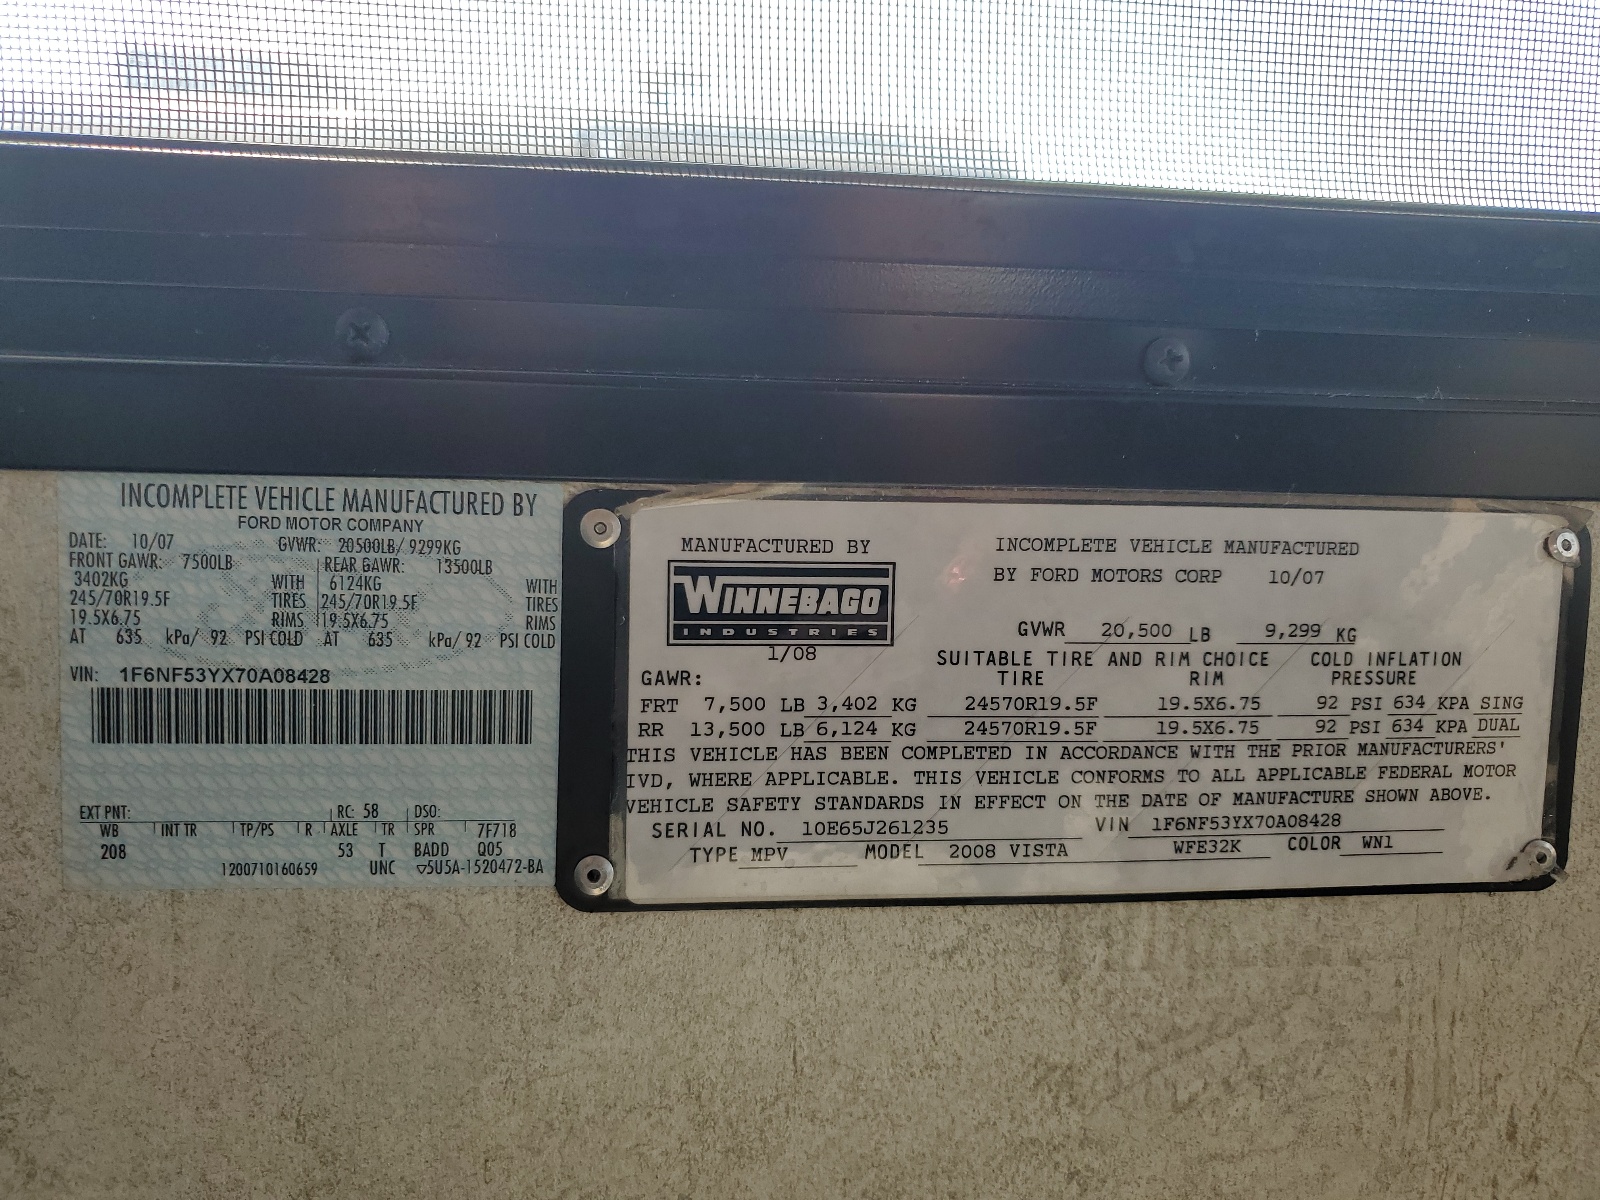 INCOMPLETE VEHICLE MANUFACTURED BY
FORD MOTOR COMPANY
DATE: 10/07 GVWR: 20500LB/ 9299KG
FRONT GAWR: 7500LB REAR GAWR: 13500LB
3402KG WITH 6124KG WITH
245/70R19.5F TIRES 245/70R19.5F TIRES
19.5X6.75 RIMS 19.5X6.75 RIMS
AT 635 kPa/ 92 PSI COLD AT 635 kPa/ 92 PSI COLD
VIN: 1F6NF53YX70A08428
EXT PNT: RC: 58 DSO:
WB INT TR TP/PS R AXLE TR SPR 7F718
208 53 T BADD Q05
1200710160659 UNC ▽5U5A-1520472-BA
MANUFACTURED BY
WINNEBAGO
INDUSTRIES
1/08
INCOMPLETE VEHICLE MANUFACTURED
BY FORD MOTORS CORP 10/07
GVWR 20,500 LB 9,299 KG
SUITABLE TIRE AND RIM CHOICE COLD INFLATION
GAWR: TIRE RIM PRESSURE
FRT 7,500 LB 3,402 KG 24570R19.5F 19.5X6.75 92 PSI 634 KPA SING
RR 13,500 LB 6,124 KG 24570R19.5F 19.5X6.75 92 PSI 634 KPA DUAL
THIS VEHICLE HAS BEEN COMPLETED IN ACCORDANCE WITH THE PRIOR MANUFACTURERS'
IVD, WHERE APPLICABLE. THIS VEHICLE CONFORMS TO ALL APPLICABLE FEDERAL MOTOR
VEHICLE SAFETY STANDARDS IN EFFECT ON THE DATE OF MANUFACTURE SHOWN ABOVE.
SERIAL NO. 10E65J261235 VIN 1F6NF53YX70A08428
TYPE MPV MODEL 2008 VISTA WFE32K COLOR WN1